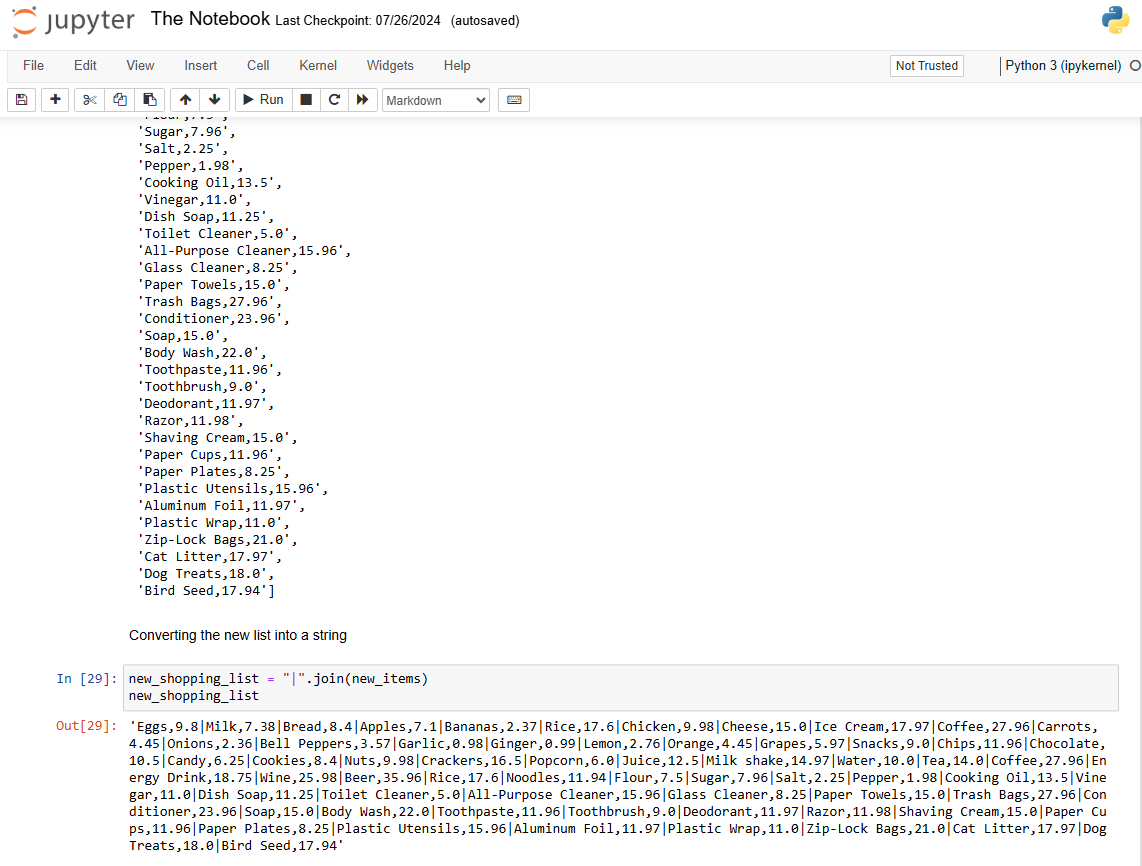 jupyter The Notebook Last Checkpoint: 07/26/2024 (autosaved)
File Edit View Insert Cell Kernel Widgets Help Not Trusted Python 3 (ipykernel)
Run Markdown
'Sugar,7.96',
'Salt,2.25',
'Pepper,1.98',
'Cooking Oil,13.5',
'Vinegar,11.0',
'Dish Soap,11.25',
'Toilet Cleaner,5.0',
'All-Purpose Cleaner,15.96',
'Glass Cleaner,8.25',
'Paper Towels,15.0',
'Trash Bags,27.96',
'Conditioner,23.96',
'Soap,15.0',
'Body Wash,22.0',
'Toothpaste,11.96',
'Toothbrush,9.0',
'Deodorant,11.97',
'Razor,11.98',
'Shaving Cream,15.0',
'Paper Cups,11.96',
'Paper Plates,8.25',
'Plastic Utensils,15.96',
'Aluminum Foil,11.97',
'Plastic Wrap,11.0',
'Zip-Lock Bags,21.0',
'Cat Litter,17.97',
'Dog Treats,18.0',
'Bird Seed,17.94']
Converting the new list into a string
In [29]: new_shopping_list = "|".join(new_items)
new_shopping_list
Out[29]: 'Eggs,9.8|Milk,7.38|Bread,8.4|Apples,7.1|Bananas,2.37|Rice,17.6|Chicken,9.98|Cheese,15.0|Ice Cream,17.97|Coffee,27.96|Carrots,
4.45|Onions,2.36|Bell Peppers,3.57|Garlic,0.98|Ginger,0.99|Lemon,2.76|Orange,4.45|Grapes,5.97|Snacks,9.0|Chips,11.96|Chocolate,
10.5|Candy,6.25|Cookies,8.4|Nuts,9.98|Crackers,16.5|Popcorn,6.0|Juice,12.5|Milk shake,14.97|Water,10.0|Tea,14.0|Coffee,27.96|En
ergy Drink,18.75|Wine,25.98|Beer,35.96|Rice,17.6|Noodles,11.94|Flour,7.5|Sugar,7.96|Salt,2.25|Pepper,1.98|Cooking Oil,13.5|Vine
gar,11.0|Dish Soap,11.25|Toilet Cleaner,5.0|All-Purpose Cleaner,15.96|Glass Cleaner,8.25|Paper Towels,15.0|Trash Bags,27.96|Con
ditioner,23.96|Soap,15.0|Body Wash,22.0|Toothpaste,11.96|Toothbrush,9.0|Deodorant,11.97|Razor,11.98|Shaving Cream,15.0|Paper Cu
ps,11.96|Paper Plates,8.25|Plastic Utensils,15.96|Aluminum Foil,11.97|Plastic Wrap,11.0|Zip-Lock Bags,21.0|Cat Litter,17.97|Dog
Treats,18.0|Bird Seed,17.94'